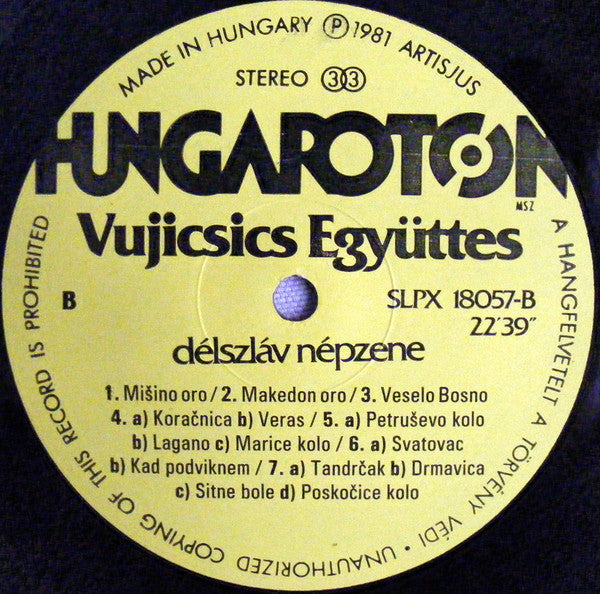 MADE IN HUNGARY Ⓟ 1981 ARTISJUS
STEREO 33
HUNGAROTON
MSZ
Vujicsics Együttes
B
SLPX 18057-B
22'39"
délszláv népzene
1. Mišino oro / 2. Makedon oro / 3. Veselo Bosno
4. a) Koračnica b) Veras / 5. a) Petruševo kolo
b) Lagano c) Marice kolo / 6. a) Svatovac
b) Kad podviknem / 7. a) Tandrčak b) Drmavica
c) Sitne bole d) Poskočice kolo
A HANGFELVETELT A TÖRVÉNY VÉDI • UNAUTHORIZED COPYING OF THIS RECORD IS PROHIBITED